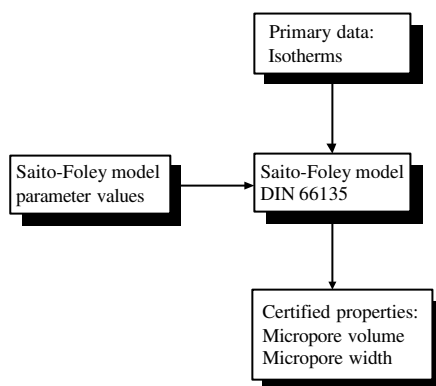 Primary data:
Isotherms
Saito-Foley model
parameter values
Saito-Foley model
DIN 66135
Certified properties:
Micropore volume
Micropore width